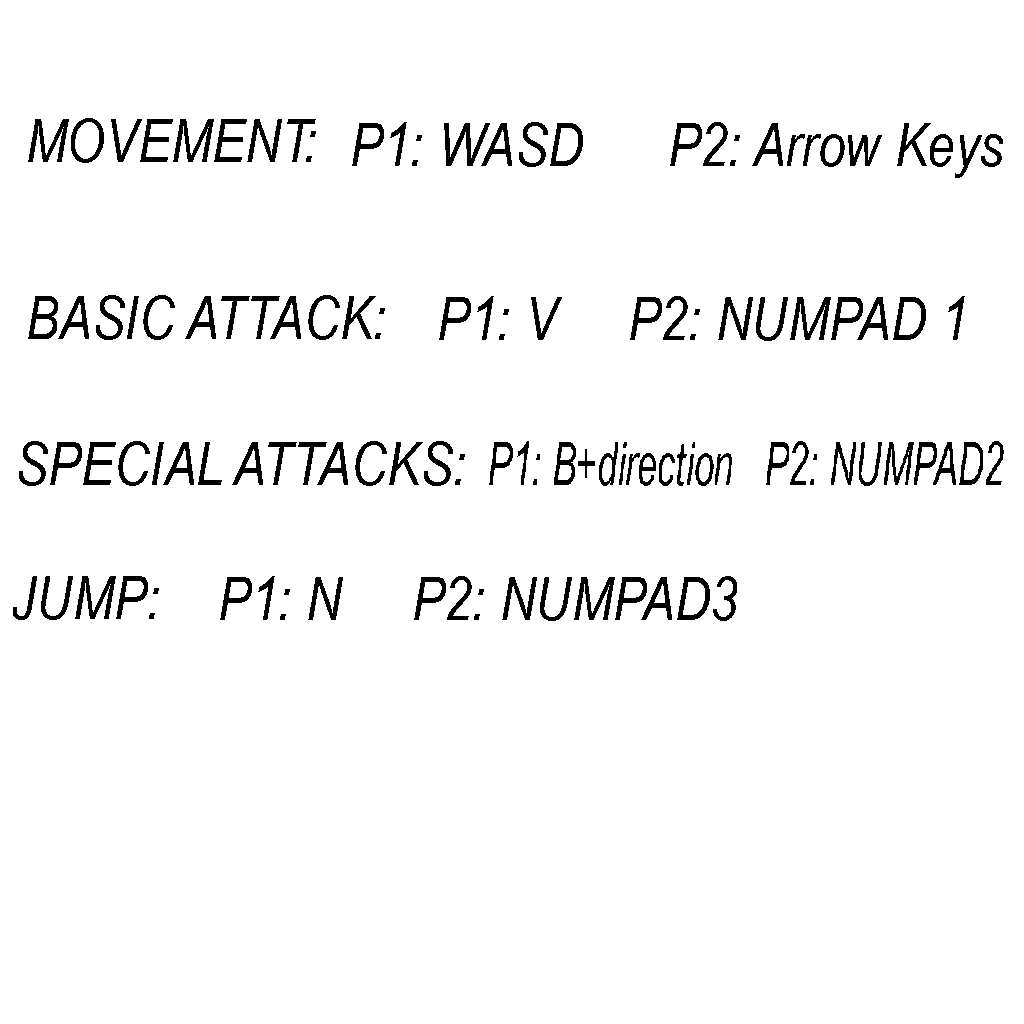 MOVEMENT: P1: WASD P2: Arrow Keys
BASIC ATTACK: P1: V P2: NUMPAD 1
SPECIAL ATTACKS: P1: B+direction P2: NUMPAD2
JUMP: P1: N P2: NUMPAD3